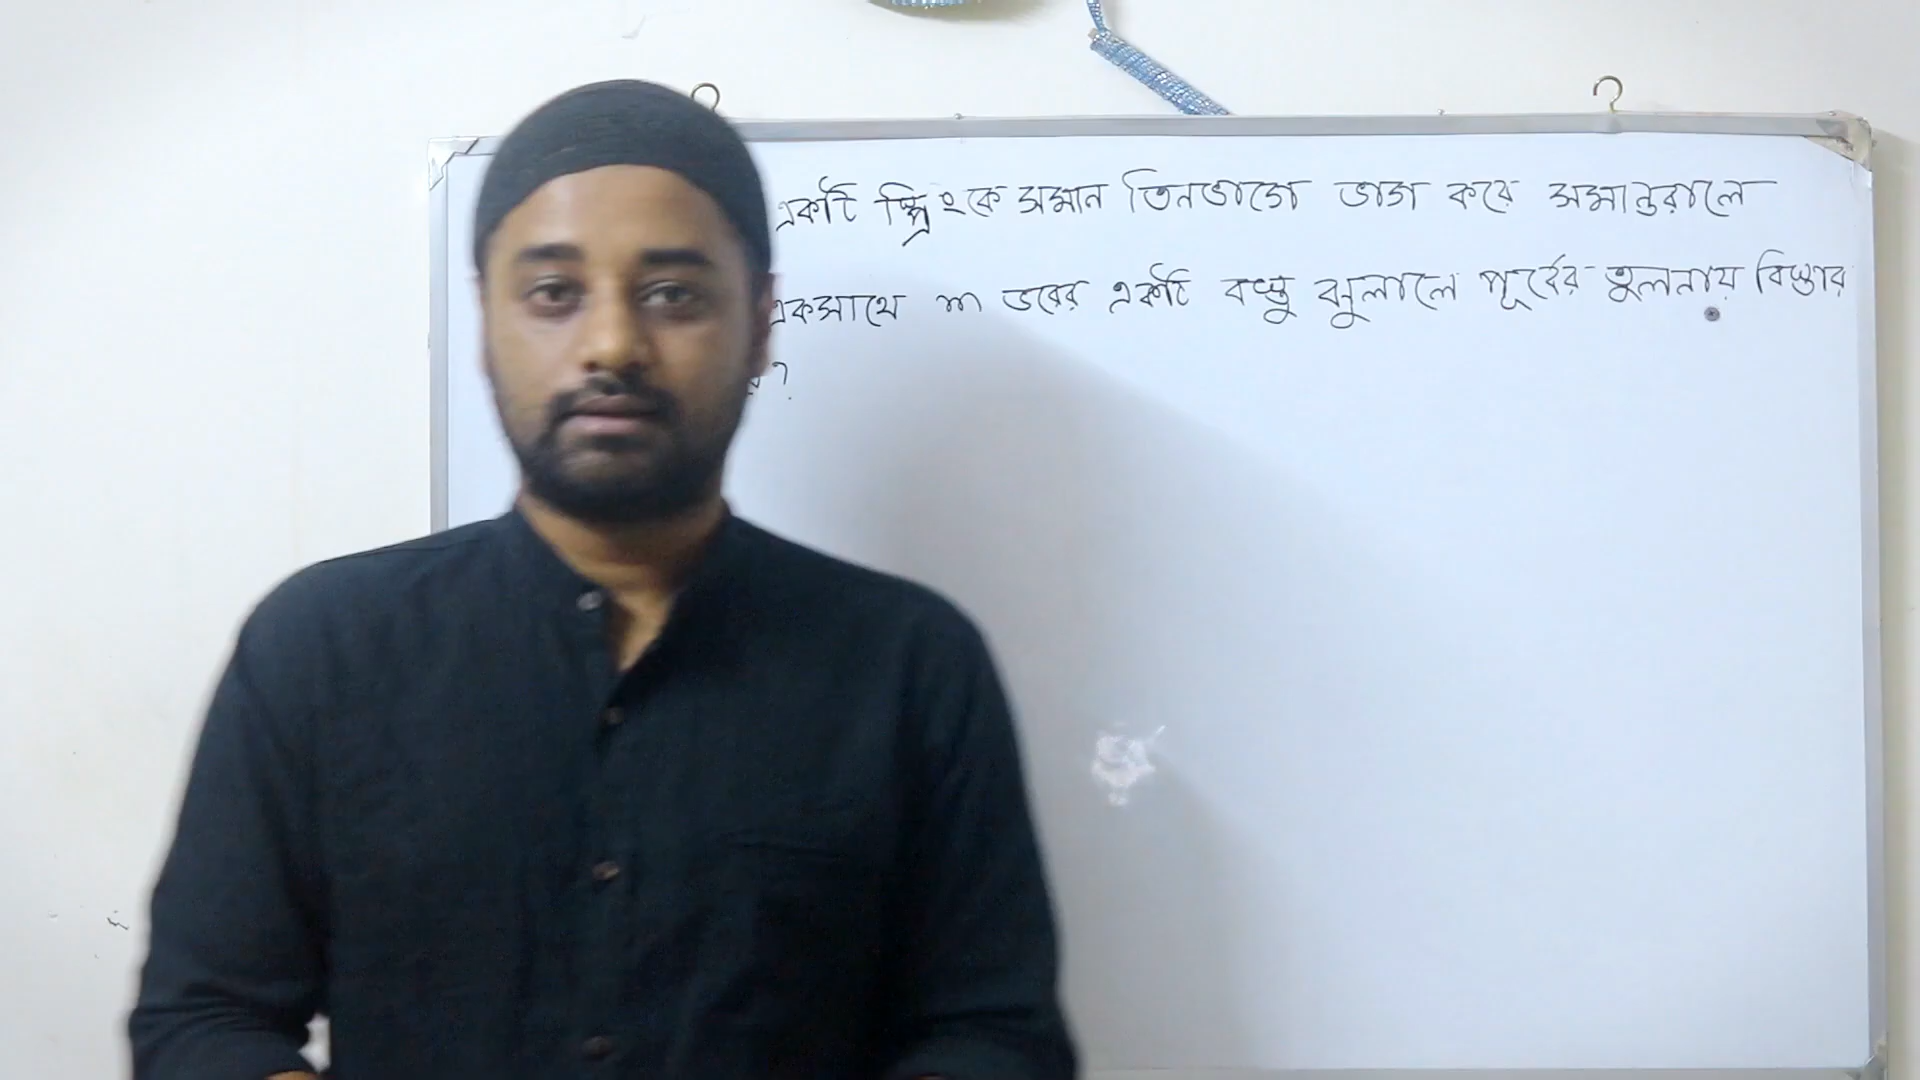 একটি স্প্রিংকে সমান তিনভাগে ভাগ করে সমান্তরালে
একসাথে m ভরের একটি বস্তু ঝুলালে পূর্বের তুলনায় বিস্তার
?